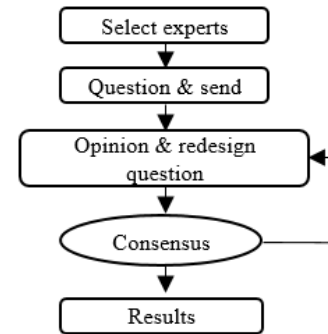 Select experts
Question & send
Opinion & redesign
question
Consensus
Results